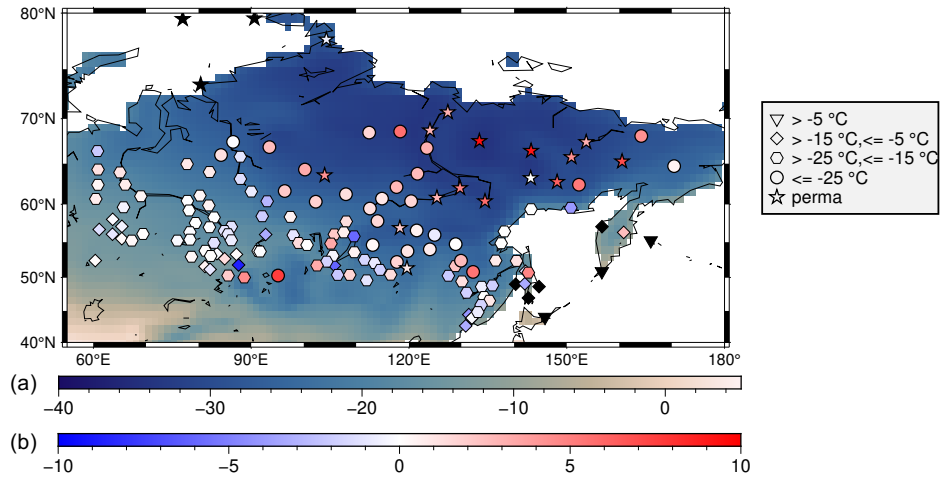 80°N
70°N
60°N
50°N
40°N
60°E 90°E 120°E 150°E 180°
> -5 °C
> -15 °C,<= -5 °C
> -25 °C,<= -15 °C
<= -25 °C
perma
(a)
−40 −30 −20 −10 0
(b)
−10 −5 0 5 10